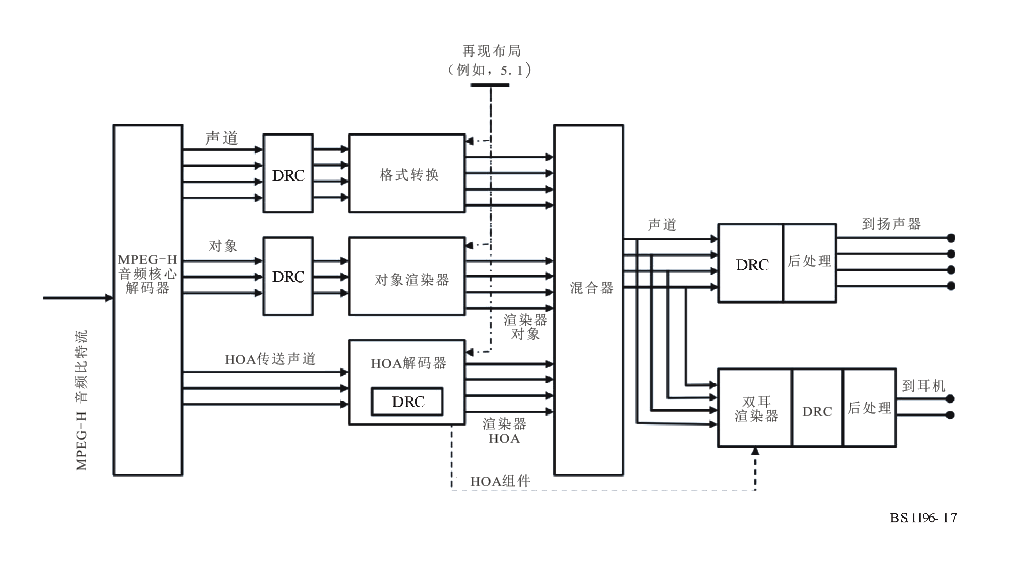 再现布局
（例如，5.1）
声道
DRC
格式转换
MPEG-H
音频核心
解码器
对象
DRC
对象渲染器
渲染器
对象
HOA传送声道
HOA解码器
DRC
渲染器
HOA
HOA组件
MPEG-H 音频比特流
混合器
声道
DRC
后处理
到扬声器
双耳
渲染器
DRC
后处理
到耳机
BS.1196-17